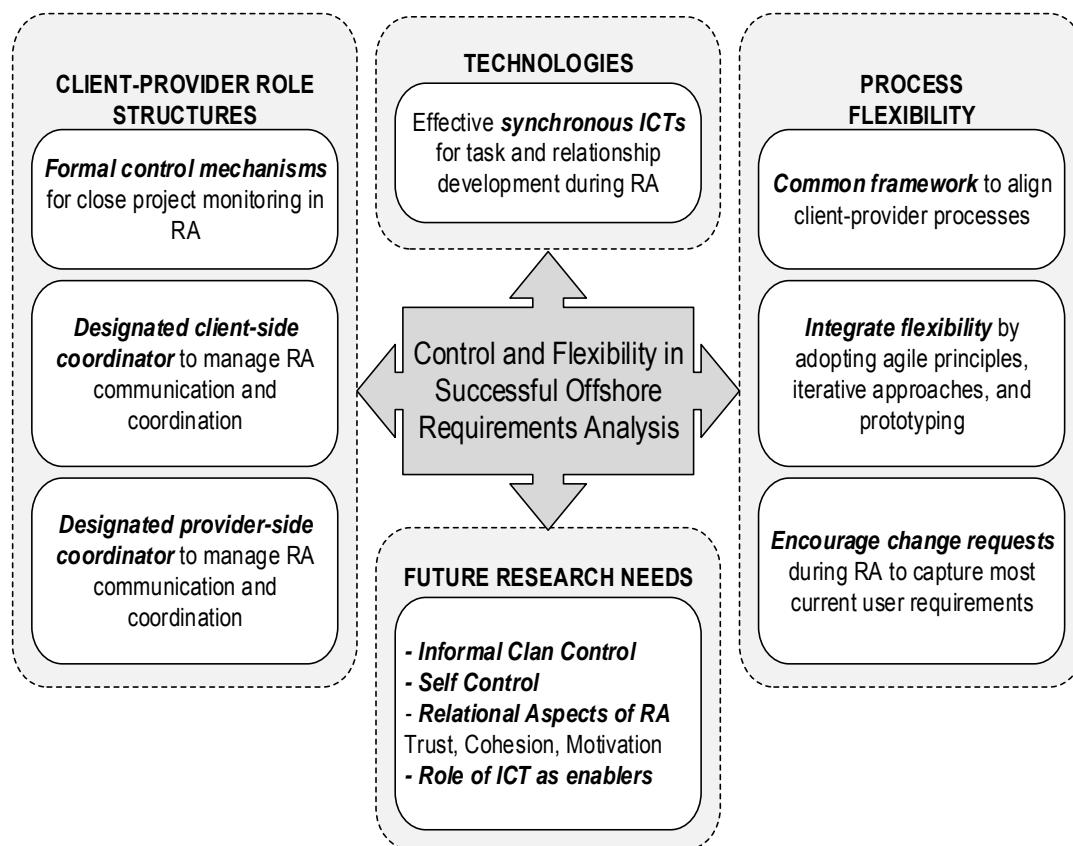 CLIENT-PROVIDER ROLE
STRUCTURES
Formal control mechanisms
for close project monitoring in
RA
Designated client-side
coordinator to manage RA
communication and
coordination
Designated provider-side
coordinator to manage RA
communication and
coordination
TECHNOLOGIES
Effective synchronous ICTs
for task and relationship
development during RA
Control and Flexibility in
Successful Offshore
Requirements Analysis
FUTURE RESEARCH NEEDS
- Informal Clan Control
- Self Control
- Relational Aspects of RA
Trust, Cohesion, Motivation
- Role of ICT as enablers
PROCESS
FLEXIBILITY
Common framework to align
client-provider processes
Integrate flexibility by
adopting agile principles,
iterative approaches, and
prototyping
Encourage change requests
during RA to capture most
current user requirements